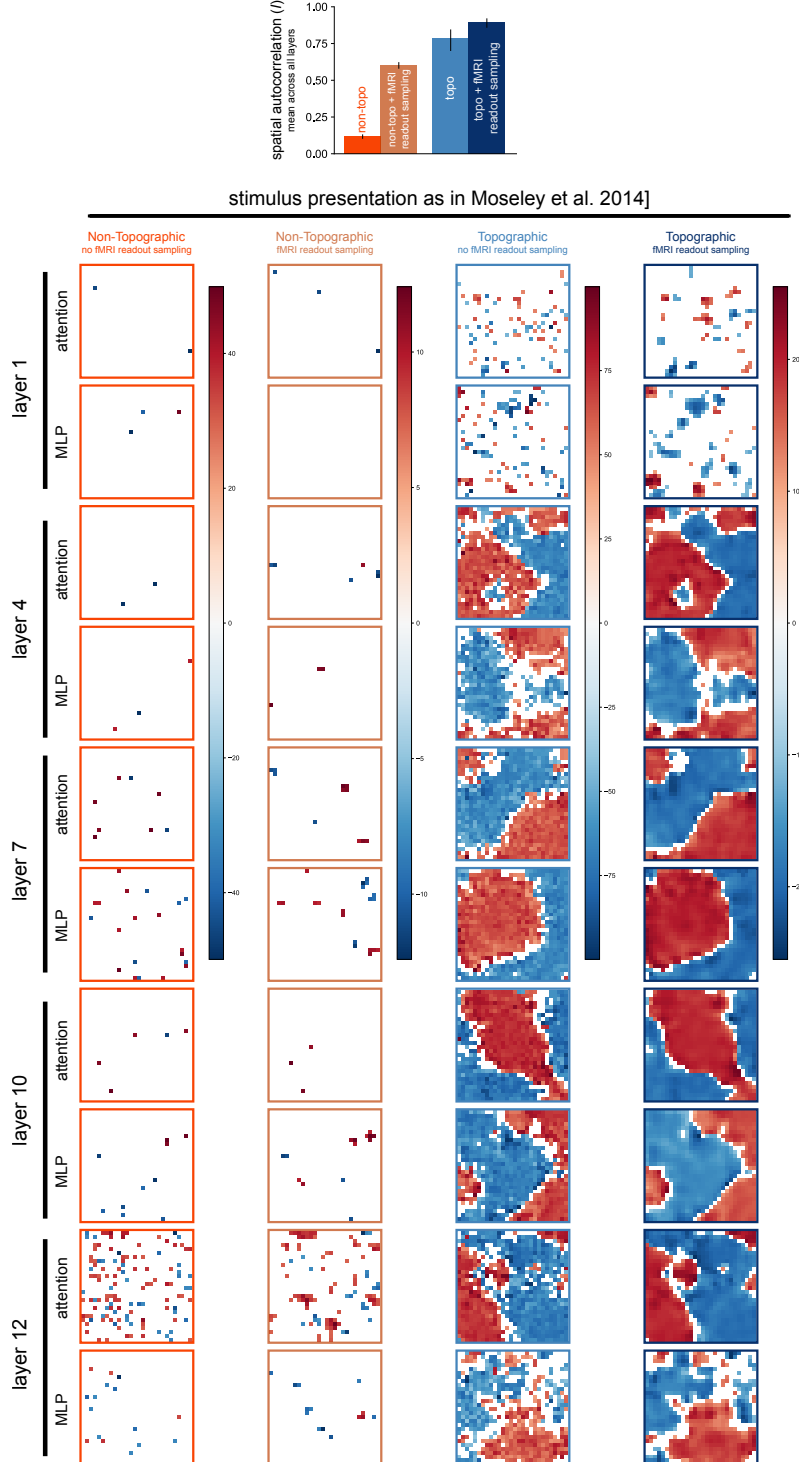 spatial autocorrelation (I)
mean across all layers
1.00
0.75
0.50
0.25
0.00
non-topo
non-topo + fMRI
readout sampling
topo
topo + fMRI
readout sampling
stimulus presentation as in Moseley et al. 2014]
Non-Topographic
no fMRI readout sampling
Non-Topographic
fMRI readout sampling
Topographic
no fMRI readout sampling
Topographic
fMRI readout sampling
layer 1
attention
MLP
layer 4
attention
MLP
layer 7
attention
MLP
layer 10
attention
MLP
layer 12
attention
MLP
40
20
0
−20
−40
10
5
0
−5
−10
75
50
25
0
−25
−50
−75
20
10
0
−1
−2